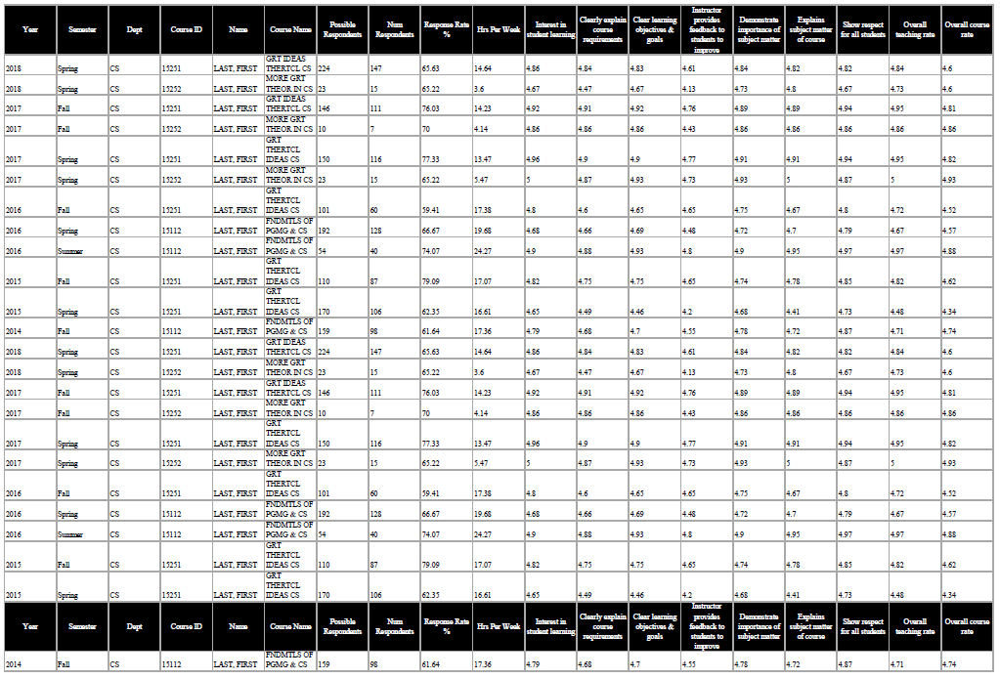 Year Semester Dept Course ID Name Course Name Possible Respondents Num Respondents Response Rate % Hrs Per Week Interest in student learning Clearly explain course requirements Clear learning objectives & goals Instructor provides feedback to students to improve Demonstrate importance of subject matter Explains subject matter of course Show respect for all students Overall teaching rate Overall course rate
2018 Spring CS 15251 LAST, FIRST GRT IDEAS THERTCL CS 224 147 65.63 14.64 4.86 4.84 4.83 4.61 4.84 4.82 4.82 4.84 4.6
2018 Spring CS 15252 LAST, FIRST MORE GRT THEOR IN CS 23 15 65.22 3.6 4.67 4.47 4.67 4.13 4.73 4.8 4.67 4.73 4.6
2017 Fall CS 15251 LAST, FIRST GRT IDEAS THERTCL CS 146 111 76.03 14.23 4.92 4.91 4.92 4.76 4.89 4.89 4.94 4.95 4.81
2017 Fall CS 15252 LAST, FIRST MORE GRT THEOR IN CS 10 7 70 4.14 4.86 4.86 4.86 4.43 4.86 4.86 4.86 4.86 4.86
2017 Spring CS 15251 LAST, FIRST GRT THERTCL IDEAS CS 150 116 77.33 13.47 4.96 4.9 4.9 4.77 4.91 4.91 4.94 4.95 4.82
2017 Spring CS 15252 LAST, FIRST MORE GRT THEOR IN CS 23 15 65.22 5.47 5 4.87 4.93 4.73 4.93 5 4.87 5 4.93
2016 Fall CS 15251 LAST, FIRST GRT THERTCL IDEAS CS 101 60 59.41 17.38 4.8 4.6 4.65 4.65 4.75 4.67 4.8 4.72 4.52
2016 Spring CS 15112 LAST, FIRST FNDMTLS OF PGMG & CS 192 128 66.67 19.68 4.68 4.66 4.69 4.48 4.72 4.7 4.79 4.67 4.57
2016 Summer CS 15112 LAST, FIRST FNDMTLS OF PGMG & CS 54 40 74.07 24.27 4.9 4.88 4.93 4.8 4.9 4.95 4.97 4.97 4.88
2015 Fall CS 15251 LAST, FIRST GRT THERTCL IDEAS CS 110 87 79.09 17.07 4.82 4.75 4.75 4.65 4.74 4.78 4.85 4.82 4.62
2015 Spring CS 15251 LAST, FIRST GRT THERTCL IDEAS CS 170 106 62.35 16.61 4.65 4.49 4.46 4.2 4.68 4.41 4.73 4.48 4.34
2014 Fall CS 15112 LAST, FIRST FNDMTLS OF PGMG & CS 159 98 61.64 17.36 4.79 4.68 4.7 4.55 4.78 4.72 4.87 4.71 4.74
2018 Spring CS 15251 LAST, FIRST GRT IDEAS THERTCL CS 224 147 65.63 14.64 4.86 4.84 4.83 4.61 4.84 4.82 4.82 4.84 4.6
2018 Spring CS 15252 LAST, FIRST MORE GRT THEOR IN CS 23 15 65.22 3.6 4.67 4.47 4.67 4.13 4.73 4.8 4.67 4.73 4.6
2017 Fall CS 15251 LAST, FIRST GRT IDEAS THERTCL CS 146 111 76.03 14.23 4.92 4.91 4.92 4.76 4.89 4.89 4.94 4.95 4.81
2017 Fall CS 15252 LAST, FIRST MORE GRT THEOR IN CS 10 7 70 4.14 4.86 4.86 4.86 4.43 4.86 4.86 4.86 4.86 4.86
2017 Spring CS 15251 LAST, FIRST GRT THERTCL IDEAS CS 150 116 77.33 13.47 4.96 4.9 4.9 4.77 4.91 4.91 4.94 4.95 4.82
2017 Spring CS 15252 LAST, FIRST MORE GRT THEOR IN CS 23 15 65.22 5.47 5 4.87 4.93 4.73 4.93 5 4.87 5 4.93
2016 Fall CS 15251 LAST, FIRST GRT THERTCL IDEAS CS 101 60 59.41 17.38 4.8 4.6 4.65 4.65 4.75 4.67 4.8 4.72 4.52
2016 Spring CS 15112 LAST, FIRST FNDMTLS OF PGMG & CS 192 128 66.67 19.68 4.68 4.66 4.69 4.48 4.72 4.7 4.79 4.67 4.57
2016 Summer CS 15112 LAST, FIRST FNDMTLS OF PGMG & CS 54 40 74.07 24.27 4.9 4.88 4.93 4.8 4.9 4.95 4.97 4.97 4.88
2015 Fall CS 15251 LAST, FIRST GRT THERTCL IDEAS CS 110 87 79.09 17.07 4.82 4.75 4.75 4.65 4.74 4.78 4.85 4.82 4.62
2015 Spring CS 15251 LAST, FIRST GRT THERTCL IDEAS CS 170 106 62.35 16.61 4.65 4.49 4.46 4.2 4.68 4.41 4.73 4.48 4.34
Year Semester Dept Course ID Name Course Name Possible Respondents Num Respondents Response Rate % Hrs Per Week Interest in student learning Clearly explain course requirements Clear learning objectives & goals Instructor provides feedback to students to improve Demonstrate importance of subject matter Explains subject matter of course Show respect for all students Overall teaching rate Overall course rate
2014 Fall CS 15112 LAST, FIRST FNDMTLS OF PGMG & CS 159 98 61.64 17.36 4.79 4.68 4.7 4.55 4.78 4.72 4.87 4.71 4.74